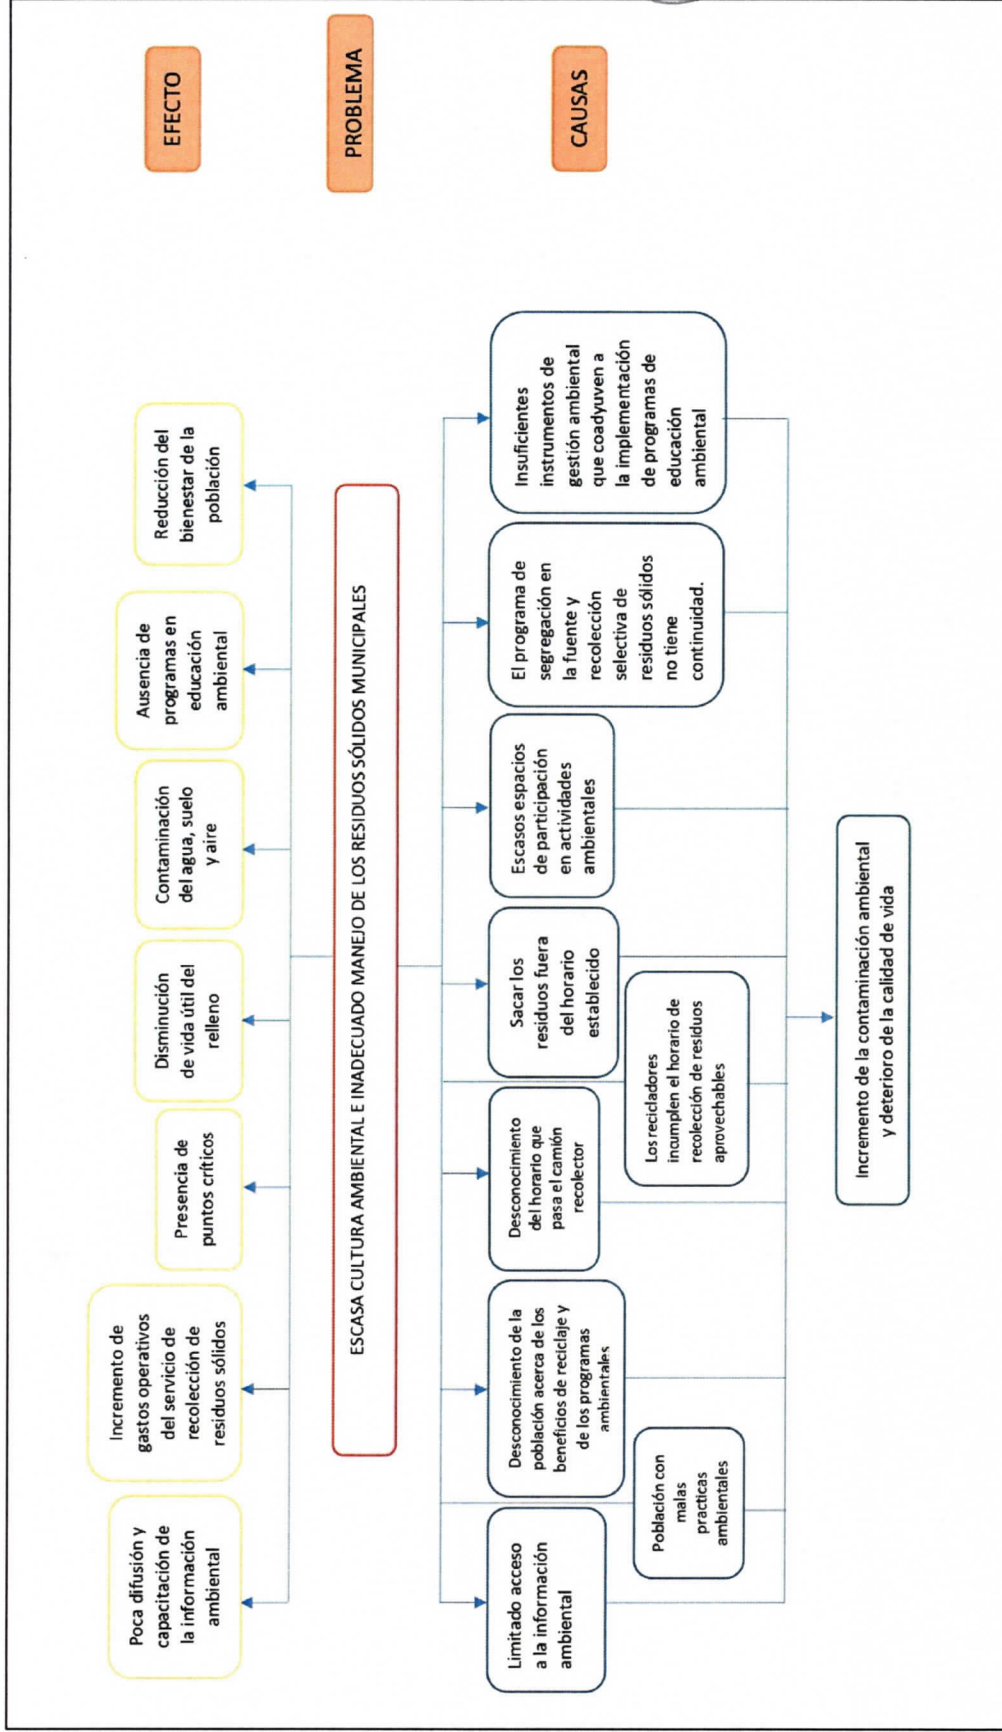 EFECTO
Poca difusión y
capacitación de
la información
ambiental
Incremento de
gastos operativos
del servicio de
recolección de
residuos sólidos
Presencia de
puntos críticos
Disminución
de vida útil del
relleno
Contaminación
del agua, suelo
y aire
Ausencia de
programas en
educación
ambiental
Reducción del
bienestar de la
población
PROBLEMA
ESCASA CULTURA AMBIENTAL E INADECUADO MANEJO DE LOS RESIDUOS SÓLIDOS MUNICIPALES
CAUSAS
Limitado acceso
a la información
ambiental
Población con
malas
practicas
ambientales
Desconocimiento de la
población acerca de los
beneficios de reciclaje y
de los programas
ambientales
Desconocimiento
del horario que
pasa el camión
recolector
Los recicladores
incumplen el horario de
recolección de residuos
aprovechables
Sacar los
residuos fuera
del horario
establecido
Escasos espacios
de participación
en actividades
ambientales
El programa de
segregación en
la fuente y
recolección
selectiva de
residuos sólidos
no tiene
continuidad.
Insuficientes
instrumentos de
gestión ambiental
que coadyuven a
la implementación
de programas de
educación
ambiental
Incremento de la contaminación ambiental
y deterioro de la calidad de vida